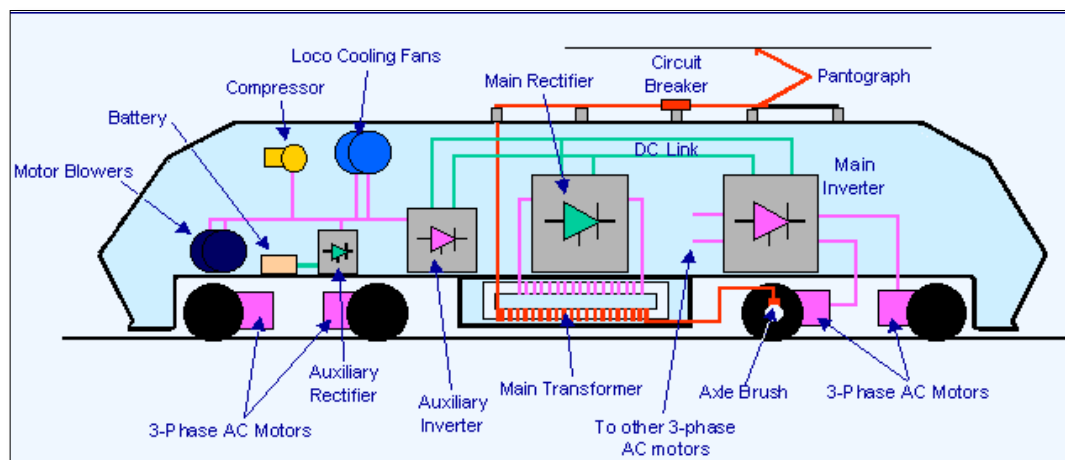 Loco Cooling Fans
Circuit
Breaker
Main Rectifier
Pantograph
Compressor
Battery
DC Link
Main
Inverter
Motor Blowers
Auxiliary
Rectifier
Auxiliary
Inverter
Main Transformer
Axle Brush
3-Phase AC Motors
3-Phase AC Motors
To other 3-phase
AC motors